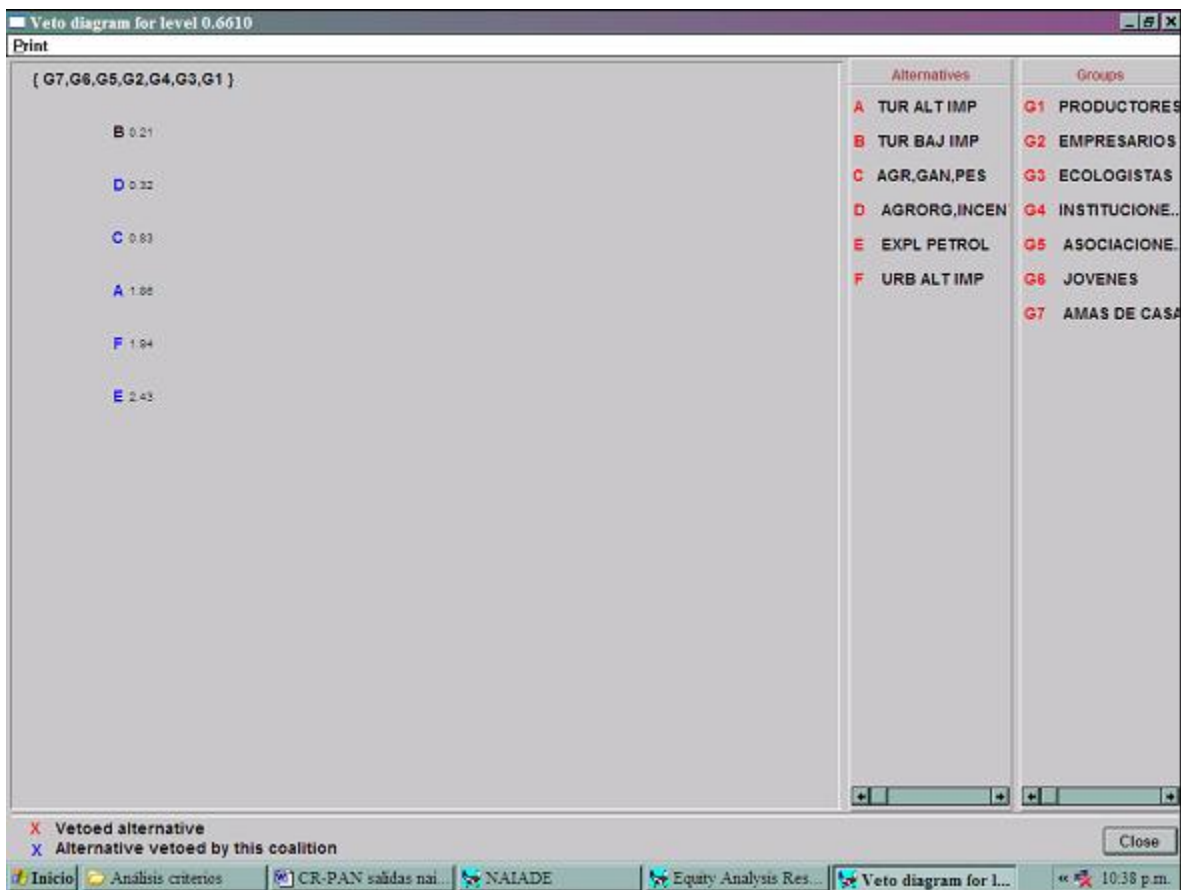 Veto diagram for level 0.6610
Print
{ G7,G6,G5,G2,G4,G3,G1 }
B 0.21
D 0.32
C 0.83
A 1.86
F 1.94
E 2.43
Alternatives
A TUR ALT IMP
B TUR BAJ IMP
C AGR,GAN,PES
D AGRORG,INCEN
E EXPL PETROL
F URB ALT IMP
Groups
G1 PRODUCTORES
G2 EMPRESARIOS
G3 ECOLOGISTAS
G4 INSTITUCIONE..
G5 ASOCIACIONE.
G6 JOVENES
G7 AMAS DE CASA
X Vetoed alternative
X Alternative vetoed by this coalition
Close
Inicio
Análisis criterios
CR-PAN salidas nai...
NAIADE
Equity Analysis Res...
Veto diagram for l...
« 10:38 p.m.